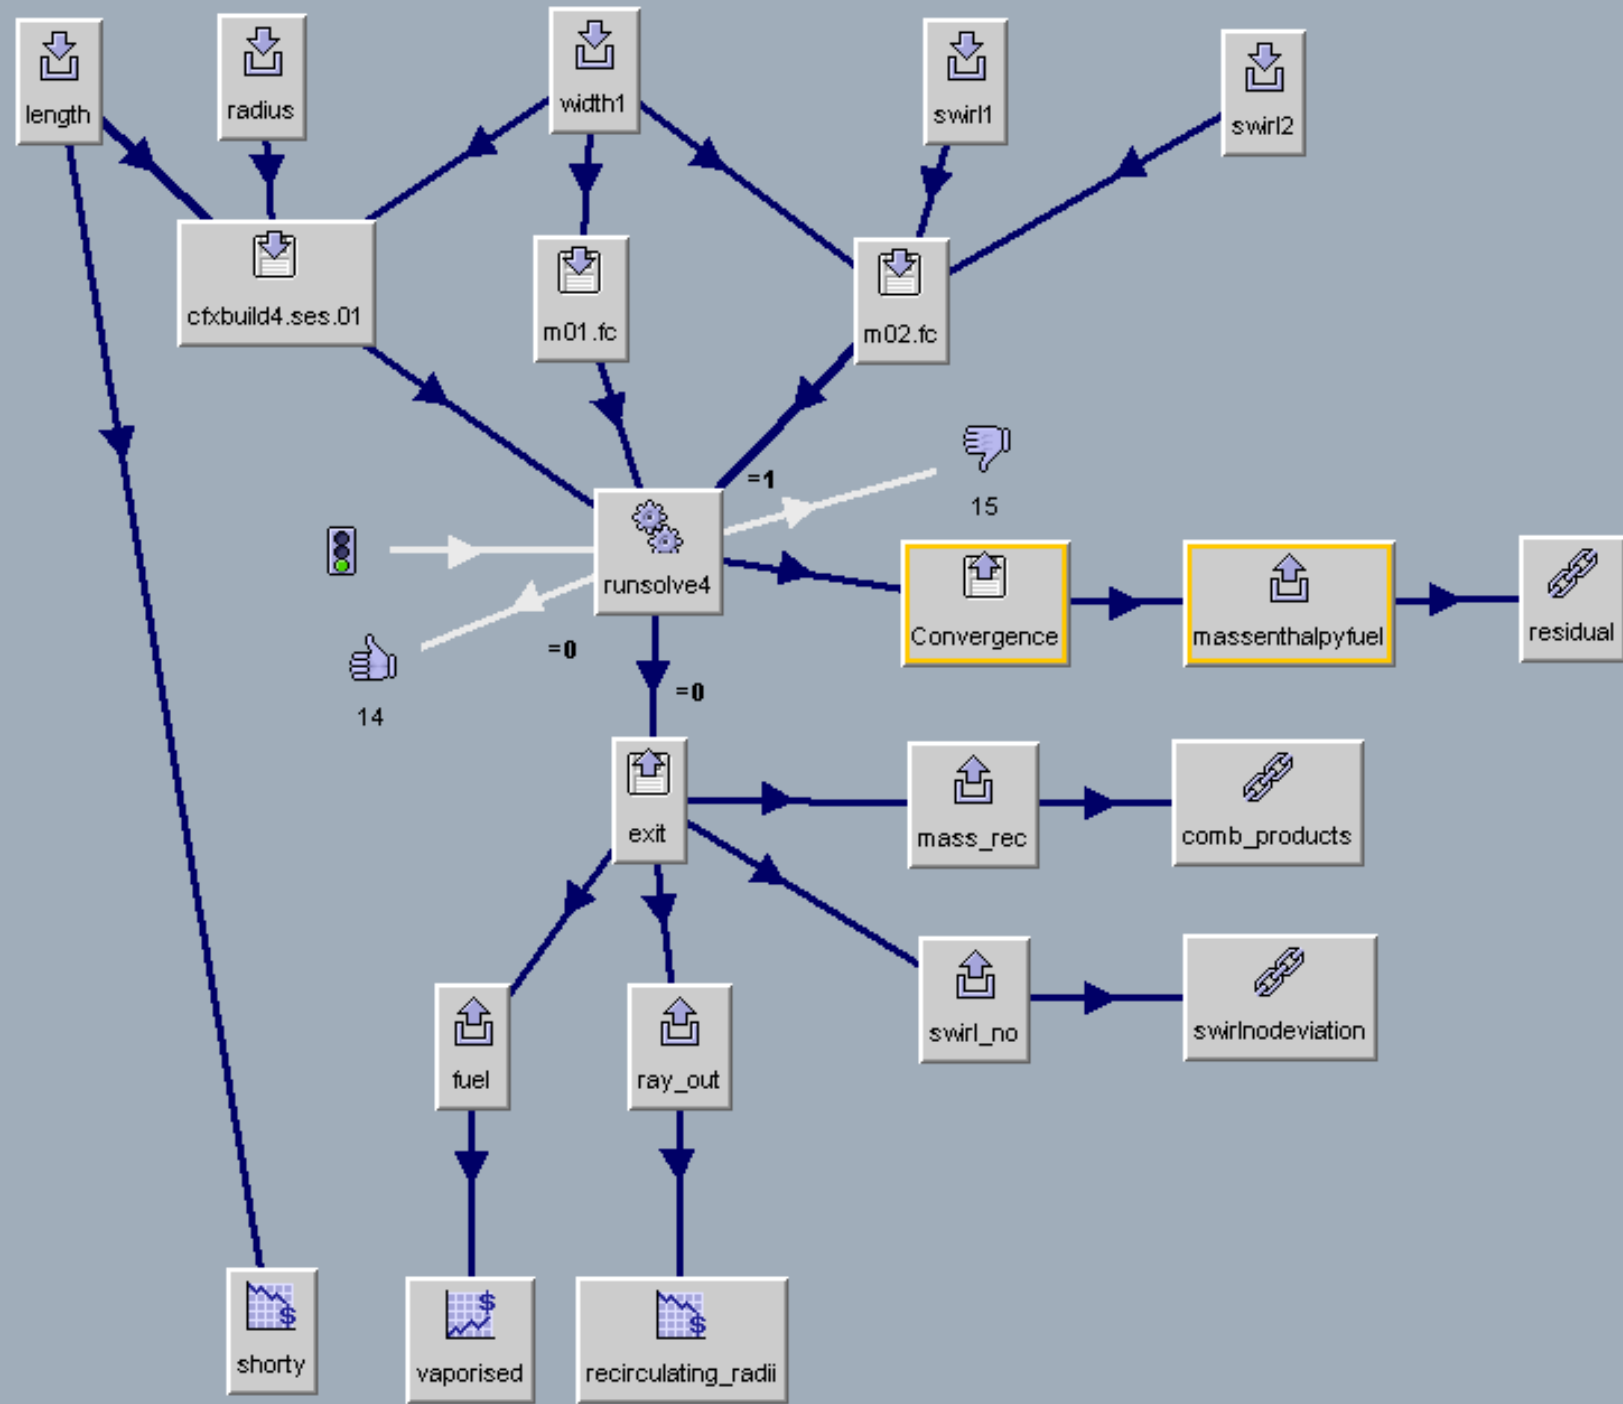 length
radius
width1
swirl1
swirl2
cfxbuild4.ses.01
m01.fc
m02.fc
=1
15
runsolve4
Convergence
massenthalpyfuel
residual
=0
14
=0
exit
mass_rec
comb_products
fuel
ray_out
swirl_no
swirlnodeviation
shorty
vaporised
recirculating_radii